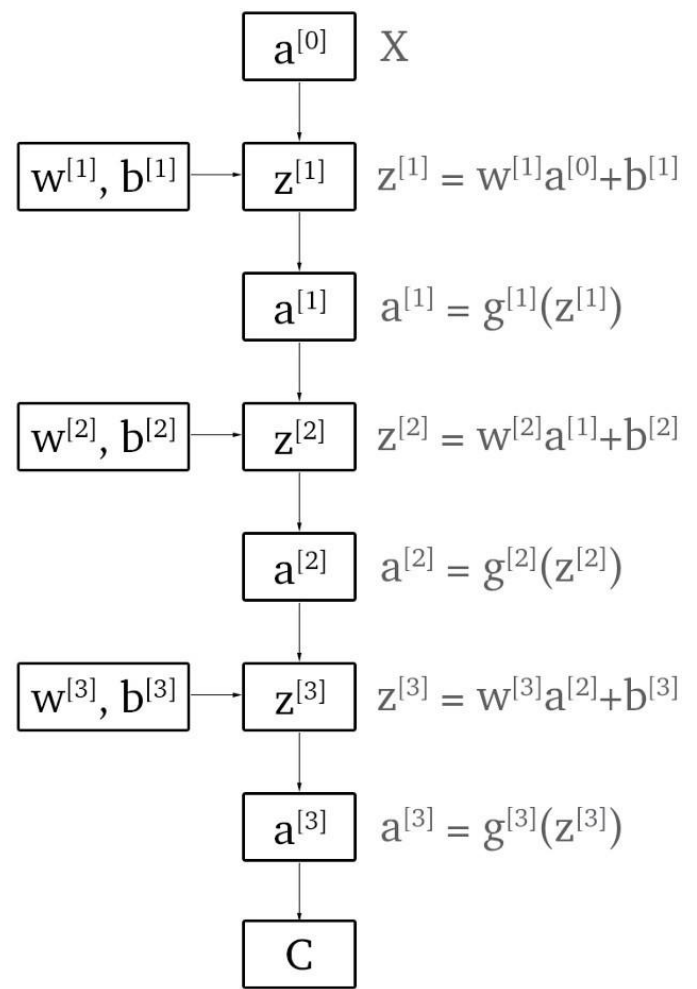 a^[0] X
w^[1], b^[1] z^[1] z^[1] = w^[1]a^[0]+b^[1]
a^[1] a^[1] = g^[1](z^[1])
w^[2], b^[2] z^[2] z^[2] = w^[2]a^[1]+b^[2]
a^[2] a^[2] = g^[2](z^[2])
w^[3], b^[3] z^[3] z^[3] = w^[3]a^[2]+b^[3]
a^[3] a^[3] = g^[3](z^[3])
C